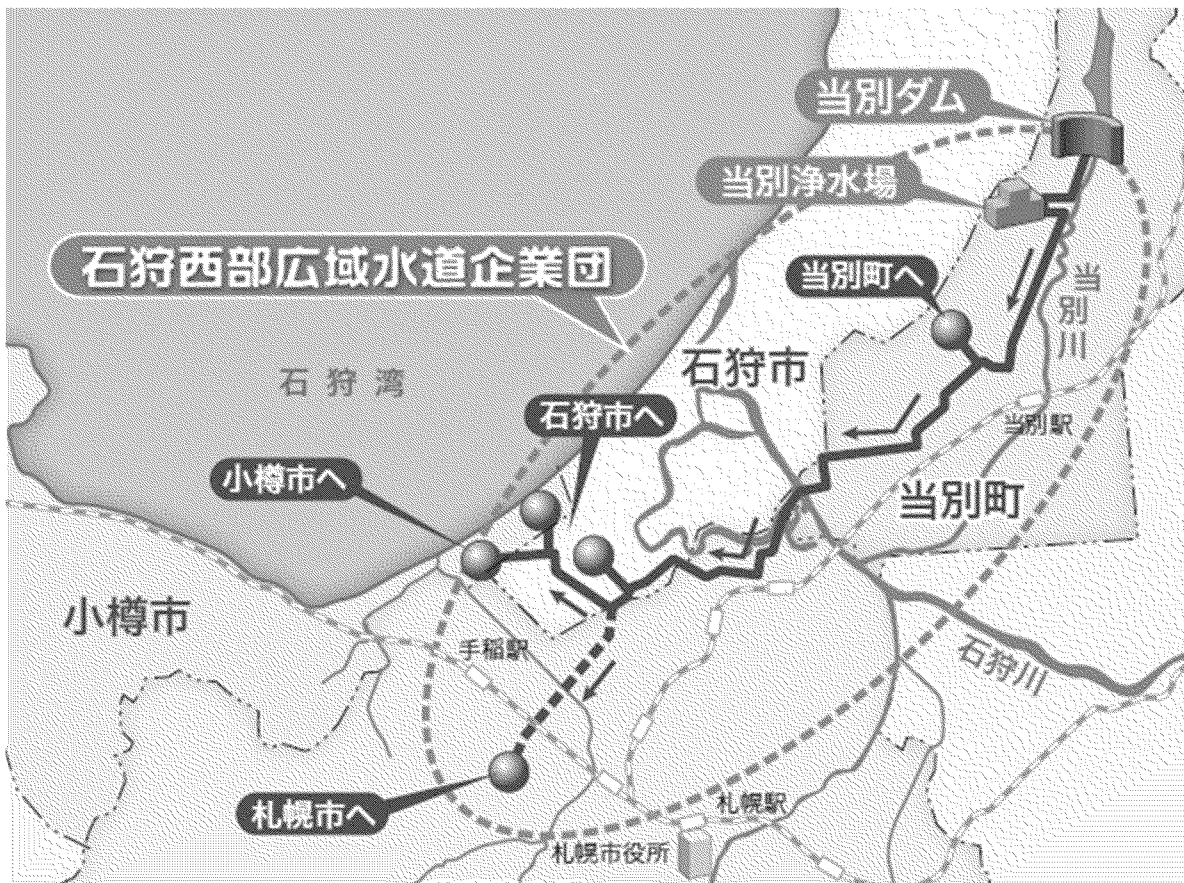 当別ダム
当別浄水場
石狩西部広域水道企業団
当別町へ
当別川
石狩市
石狩湾
石狩市へ
当別駅
小樽市へ
当別町
小樽市
手稲駅
石狩川
札幌市へ
札幌駅
札幌市役所